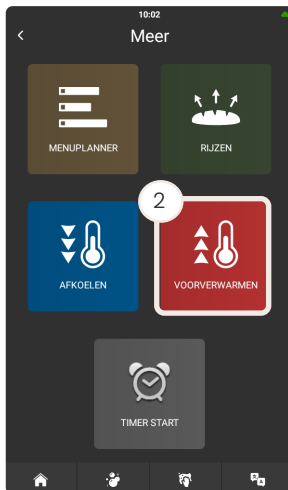 10:02
Meer
MENUPLANNER
RIJZEN
2
AFKOELEN
VOORVERWARMEN
TIMER START